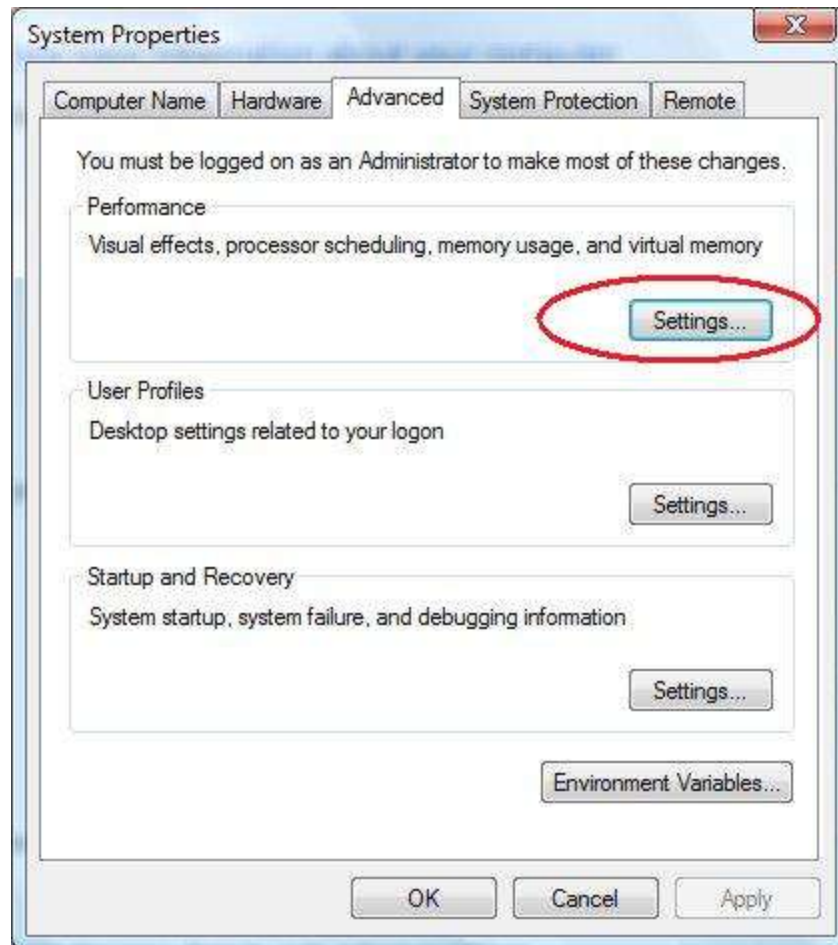 System Properties
Computer Name Hardware Advanced System Protection Remote
You must be logged on as an Administrator to make most of these changes.
Performance
Visual effects, processor scheduling, memory usage, and virtual memory
Settings...
User Profiles
Desktop settings related to your logon
Settings...
Startup and Recovery
System startup, system failure, and debugging information
Settings...
Environment Variables...
OK Cancel Apply